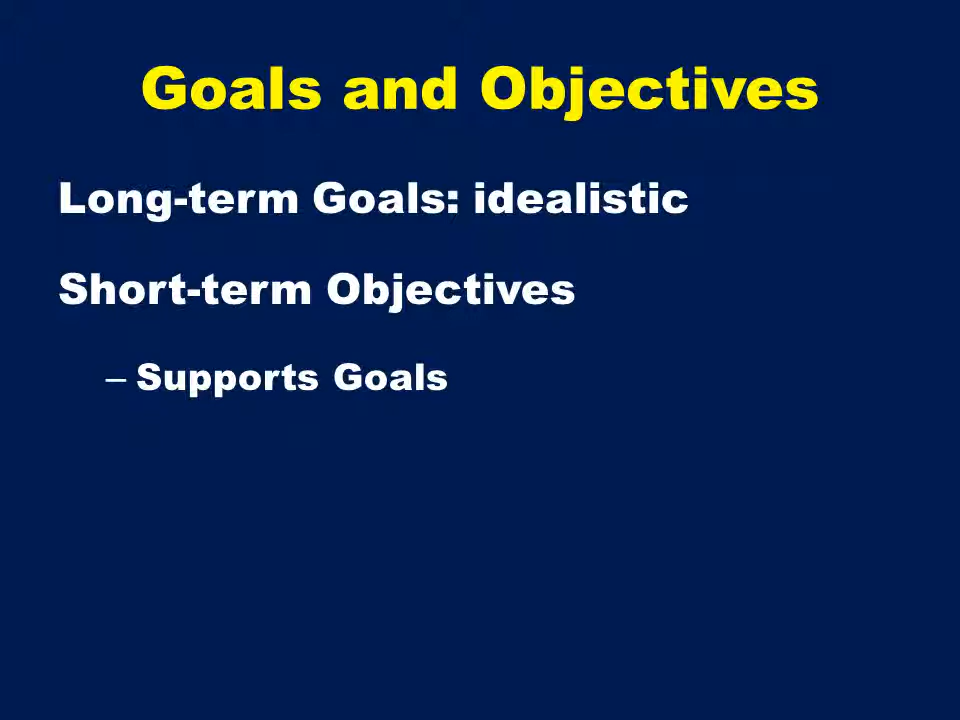 Goals and Objectives
Long-term Goals: idealistic
Short-term Objectives
– Supports Goals